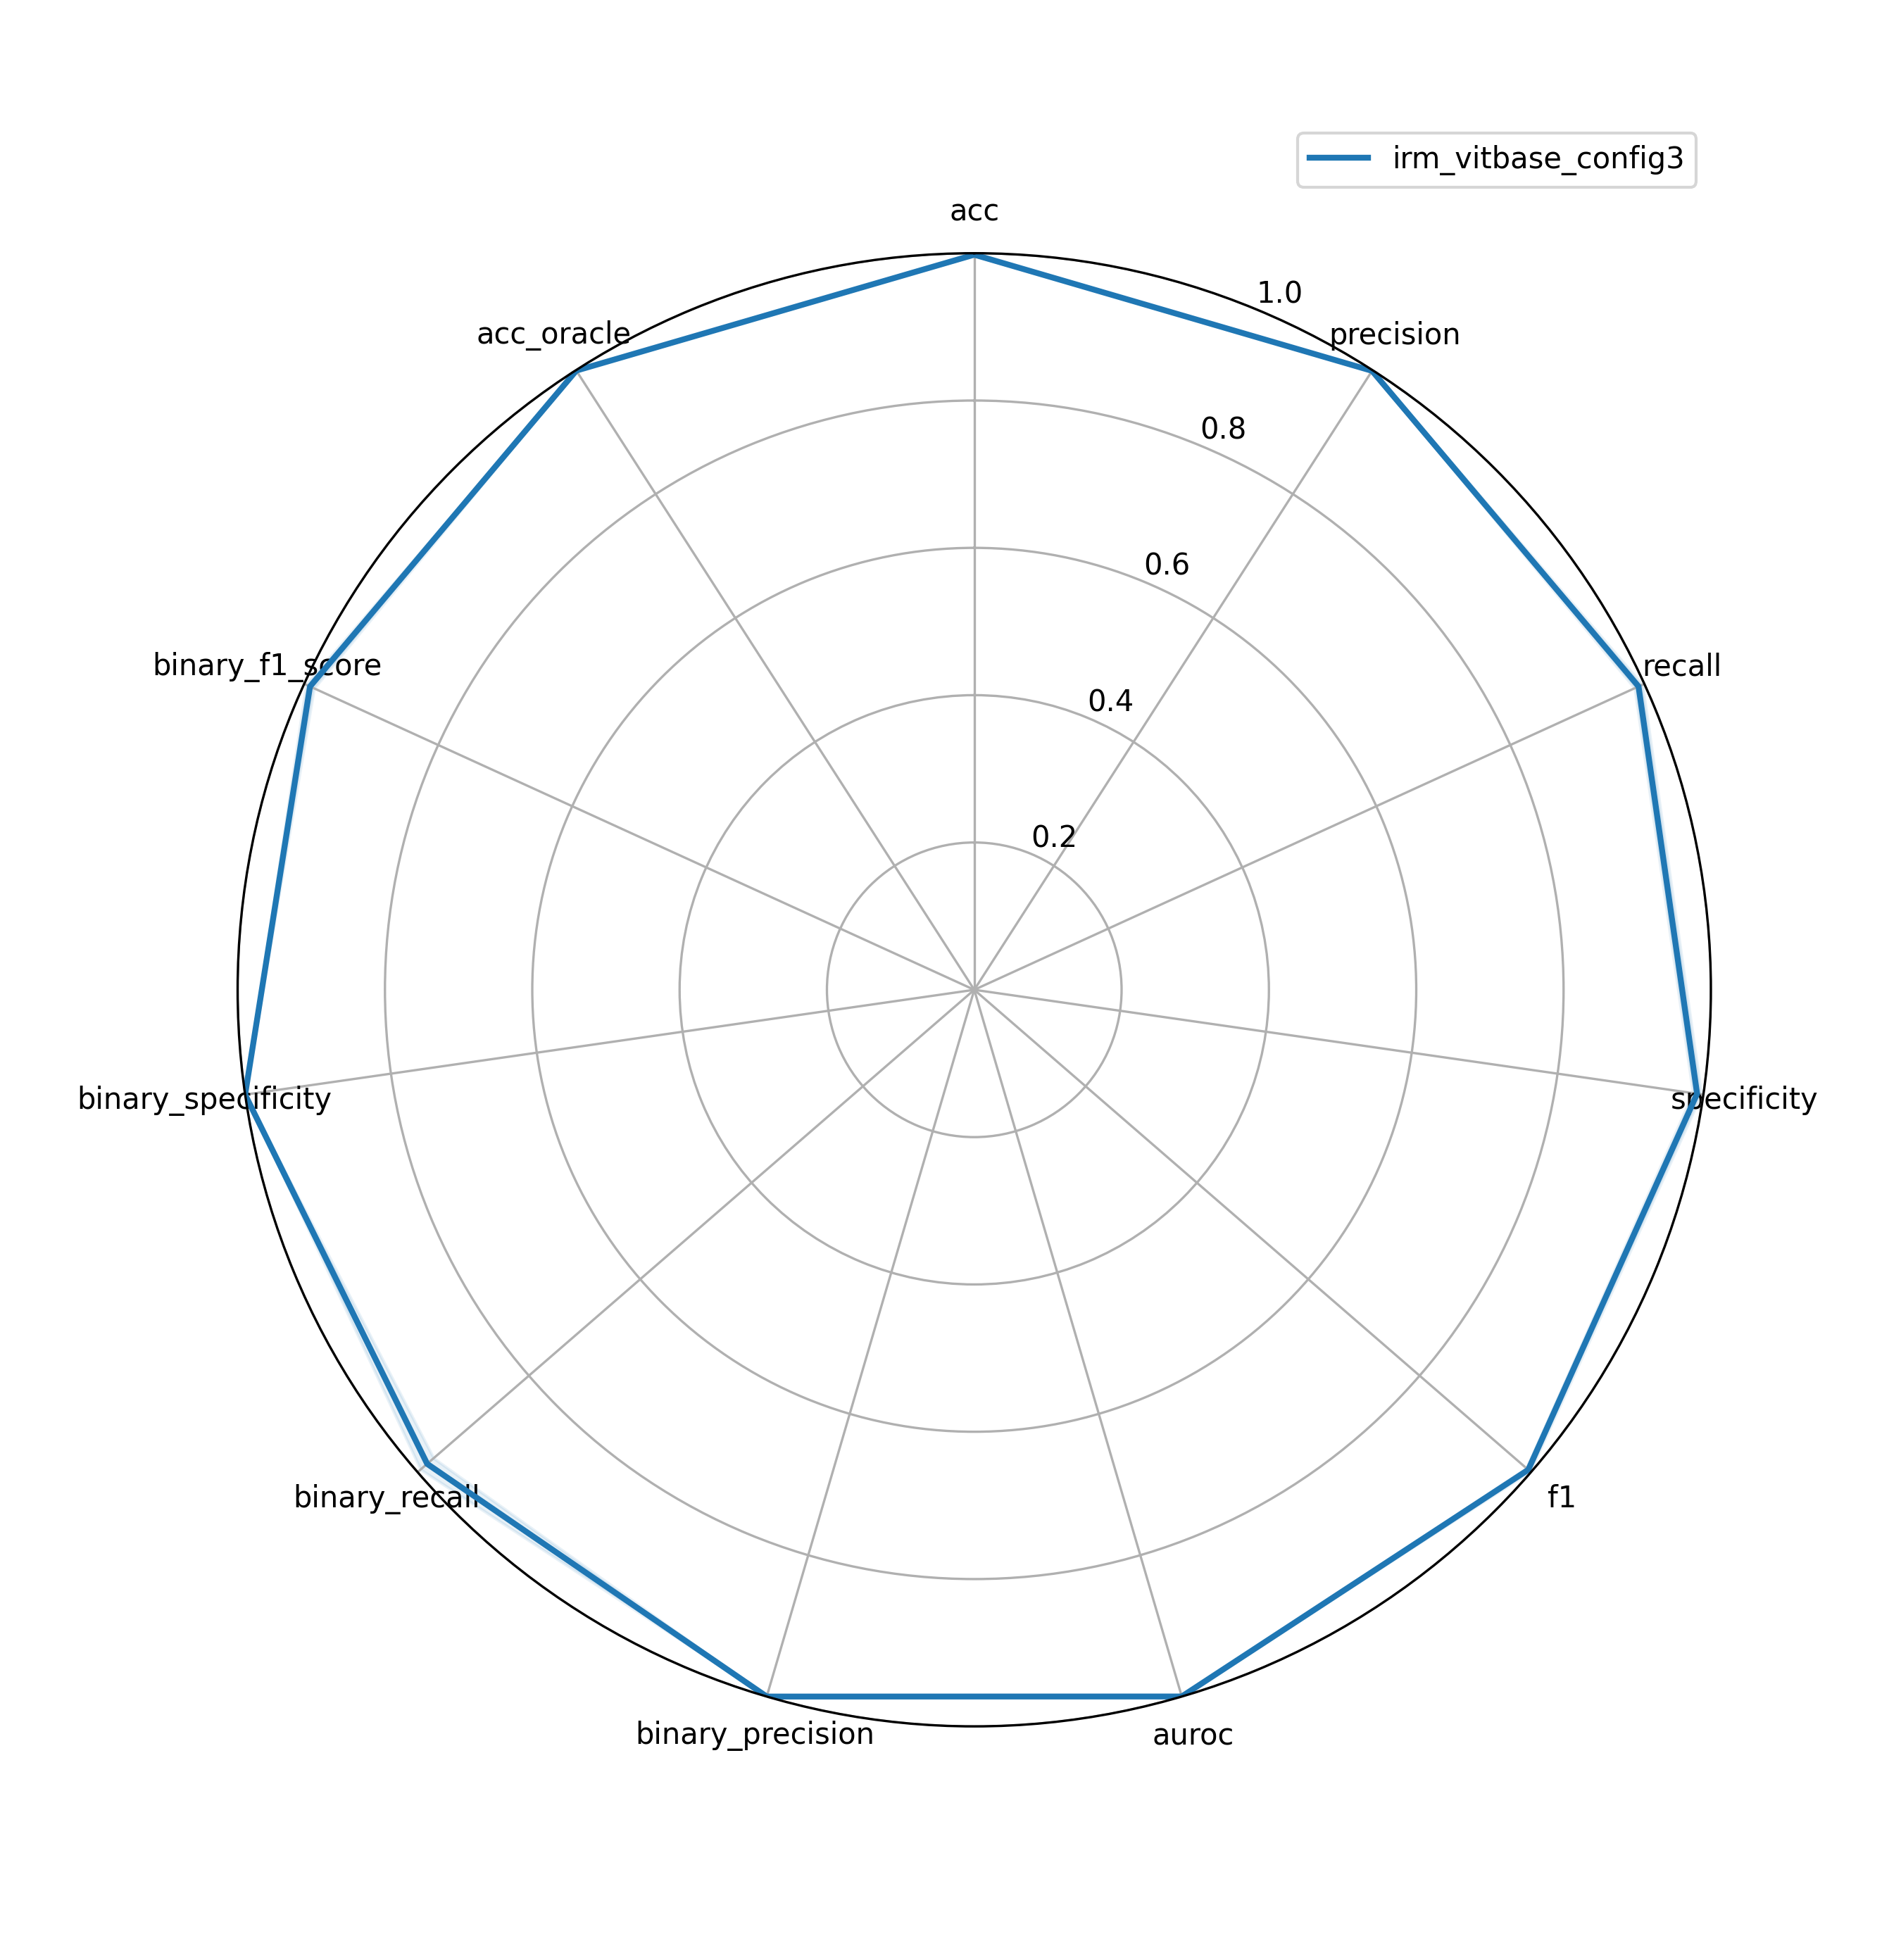 irm_vitbase_config3
acc
1.0
acc_oracle
precision
0.8
0.6
binary_f1_score
recall
0.4
0.2
binary_specificity
specificity
binary_recall
f1
binary_precision
auroc